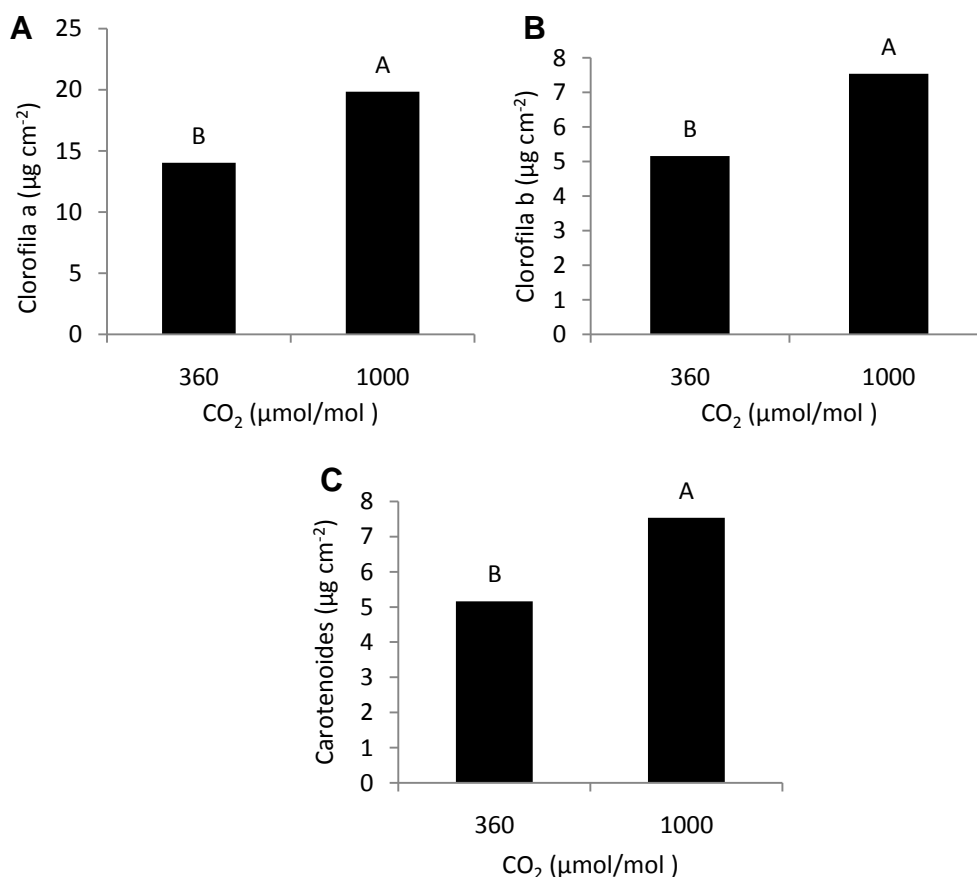 A
Clorofila a (µg cm-2)
25
20
15
10
5
0
B
A
360
1000
CO2 (µmol/mol )
B
Clorofila b (µg cm-2)
8
7
6
5
4
3
2
1
0
B
A
360
1000
CO2 (µmol/mol )
C
Carotenoides (µg cm-2)
8
7
6
5
4
3
2
1
0
B
A
360
1000
CO2 (µmol/mol )